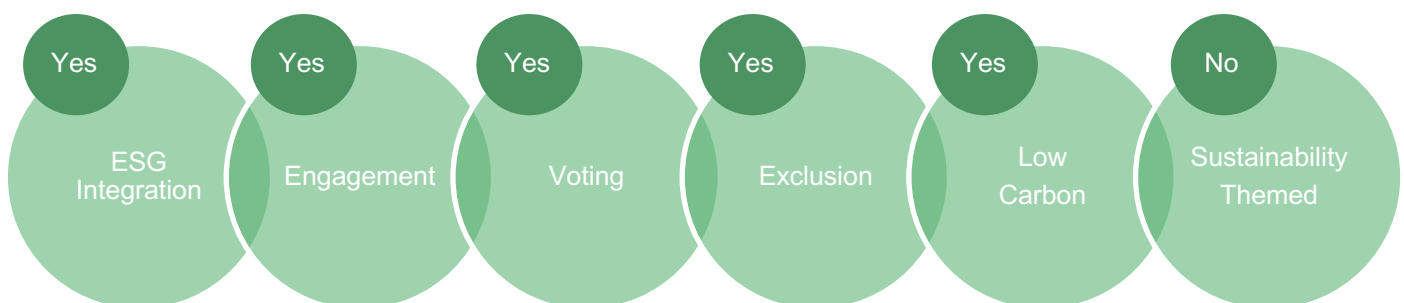 Yes
ESG
Integration
Yes
Engagement
Yes
Voting
Yes
Exclusion
Yes
Low
Carbon
No
Sustainability
Themed